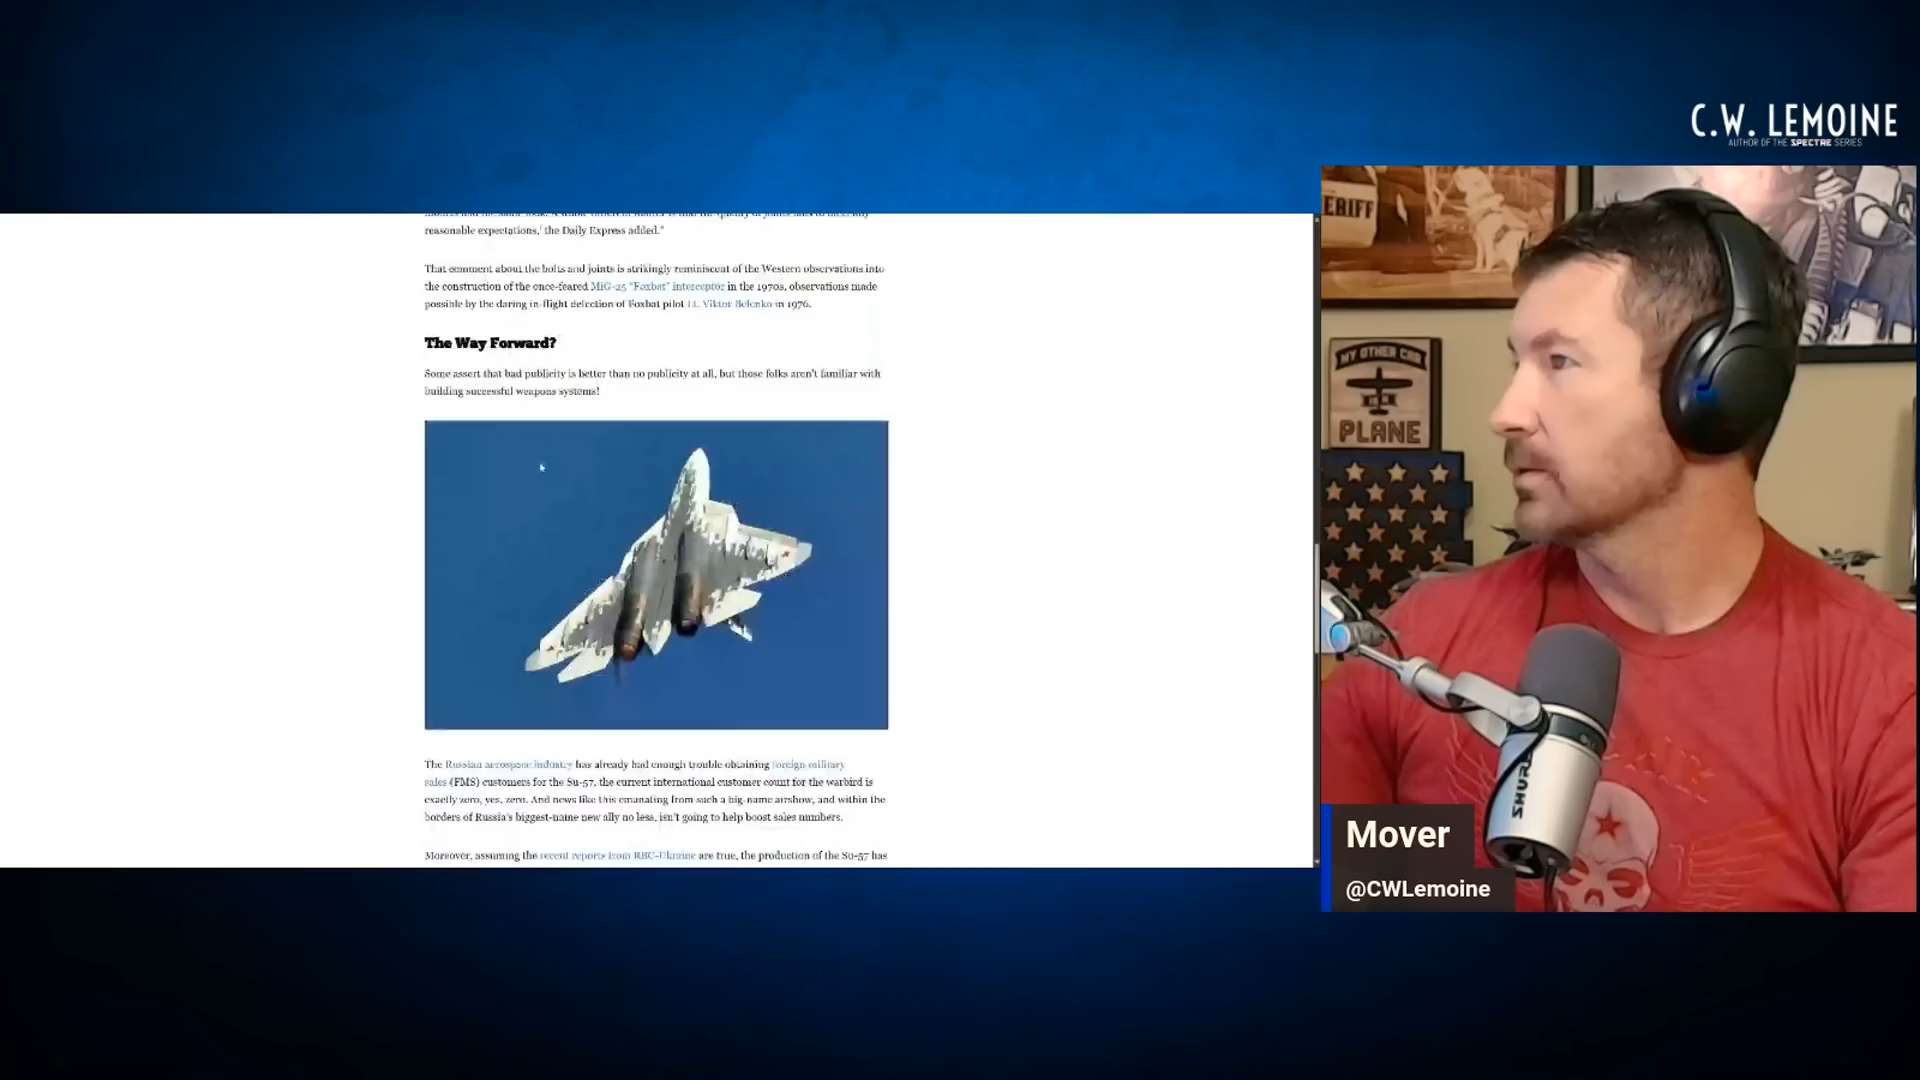 C.W. LEMOINE
AUTHOR OF THE SPECTRE SERIES
reasonable expectations,' the Daily Express added."
That comment about the bolts and joints is strikingly reminiscent of the Western observations into
the construction of the once-feared MiG-25 "Foxbat" interceptor in the 1970s, observations made
possible by the daring in-flight defection of Foxbat pilot Lt. Viktor Belenko in 1976.
The Way Forward?
Some assert that bad publicity is better than no publicity at all, but those folks aren't familiar with
building successful weapons systems!
The Russian aerospace industry has already had enough trouble obtaining foreign military
sales (FMS) customers for the Su-57, the current international customer count for the warbird is
exactly zero, yes, zero. And news like this emanating from such a big-name airshow, and within the
borders of Russia's biggest-name new ally no less, isn't going to help boost sales numbers.
Moreover, assuming the recent reports from RBC-Ukraine are true, the production of the Su-57 has
ERIFF
MY OTHER CAR
PLANE
SHURE
Mover
@CWLemoine